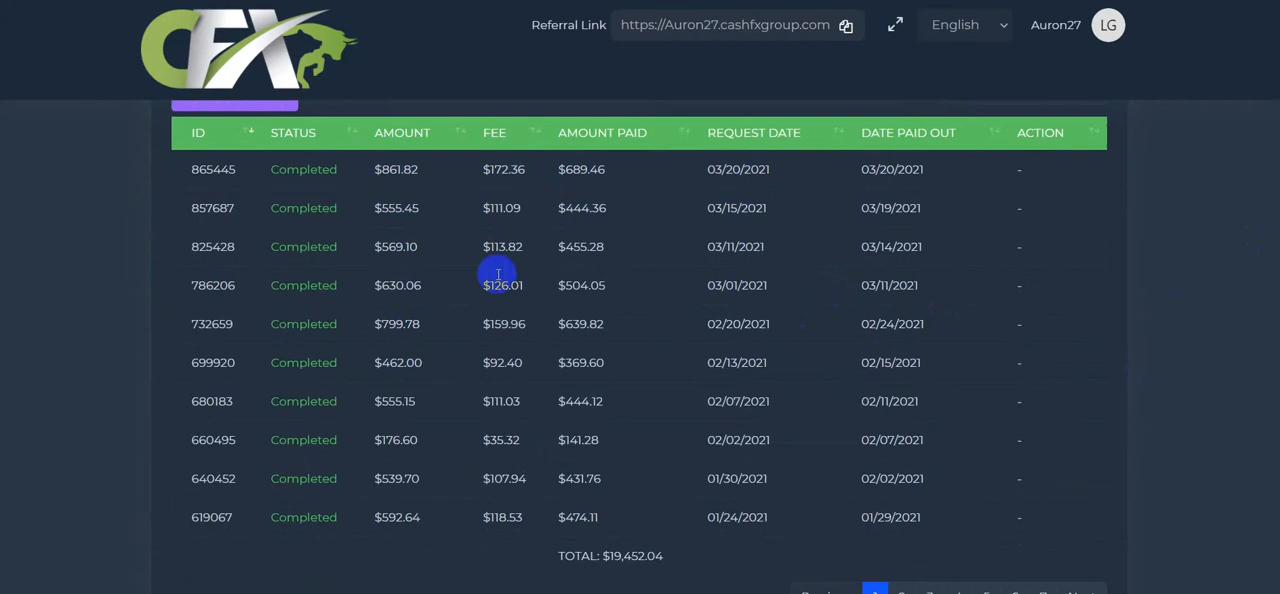 CFX
Referral Link https://Auron27.cashfxgroup.com English Auron27 LG
ID STATUS AMOUNT FEE AMOUNT PAID REQUEST DATE DATE PAID OUT ACTION
865445 Completed $861.82 $172.36 $689.46 03/20/2021 03/20/2021 -
857687 Completed $555.45 $111.09 $444.36 03/15/2021 03/19/2021 -
825428 Completed $569.10 $113.82 $455.28 03/11/2021 03/14/2021 -
786206 Completed $630.06 $126.01 $504.05 03/01/2021 03/11/2021 -
732659 Completed $799.78 $159.96 $639.82 02/20/2021 02/24/2021 -
699920 Completed $462.00 $92.40 $369.60 02/13/2021 02/15/2021 -
680183 Completed $555.15 $111.03 $444.12 02/07/2021 02/11/2021 -
660495 Completed $176.60 $35.32 $141.28 02/02/2021 02/07/2021 -
640452 Completed $539.70 $107.94 $431.76 01/30/2021 02/02/2021 -
619067 Completed $592.64 $118.53 $474.11 01/24/2021 01/29/2021 -
TOTAL: $19,452.04